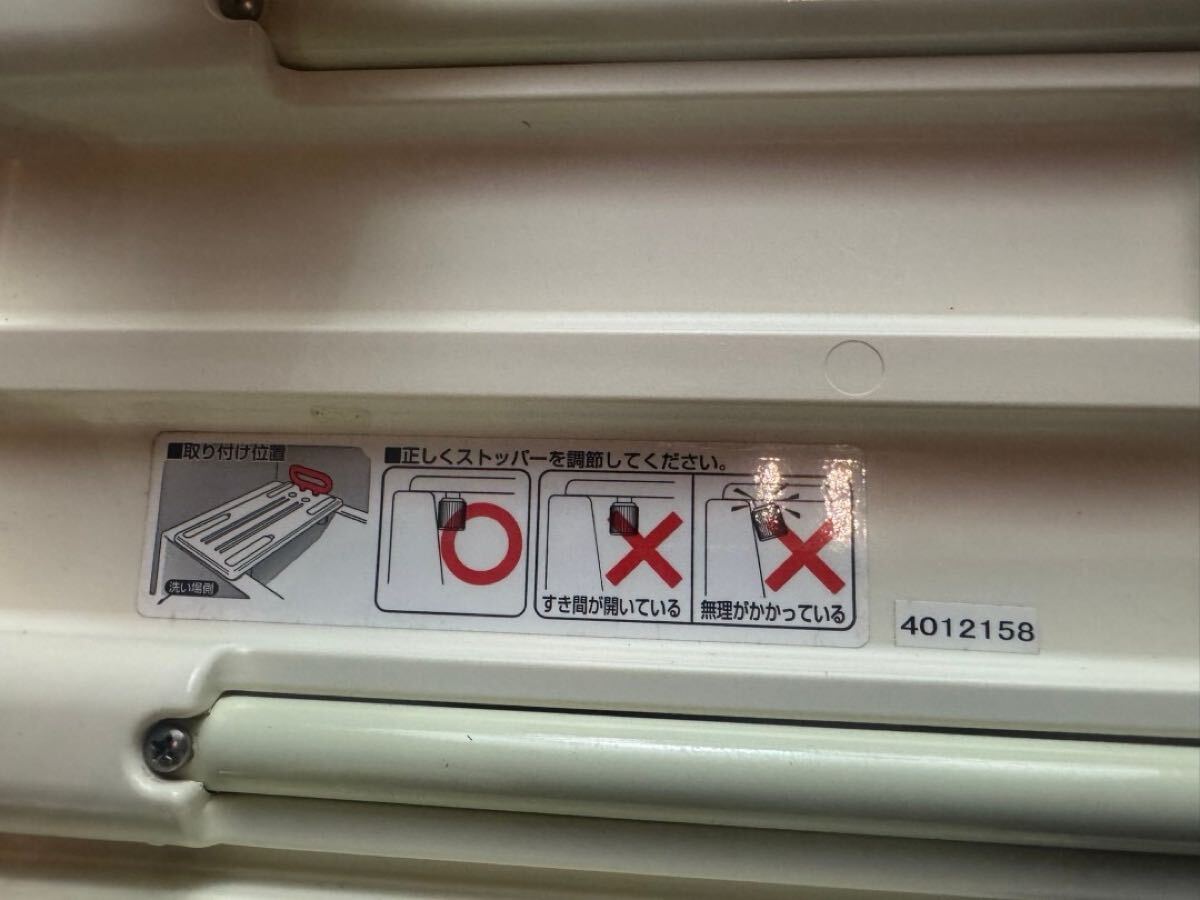 ■取り付け位置
洗い場側
■正しくストッパーを調節してください。
すき間が開いている
無理がかかっている
4012158